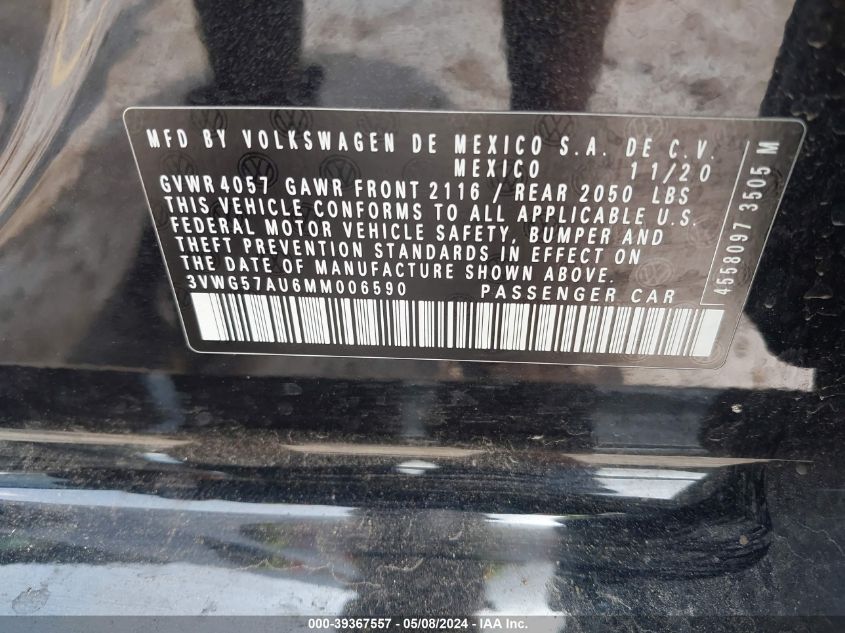 MFD BY VOLKSWAGEN DE MEXICO S.A. DE C.V.
MEXICO 11/20
GVWR 4057 GAWR FRONT 2116 / REAR 2050 LBS
THIS VEHICLE CONFORMS TO ALL APPLICABLE U.S.
FEDERAL MOTOR VEHICLE SAFETY, BUMPER AND
THEFT PREVENTION STANDARDS IN EFFECT ON
THE DATE OF MANUFACTURE SHOWN ABOVE.
3VWG57AU6MM006590 PASSENGER CAR
4558097 3505 M
000-39367557 - 05/08/2024 - IAA Inc.